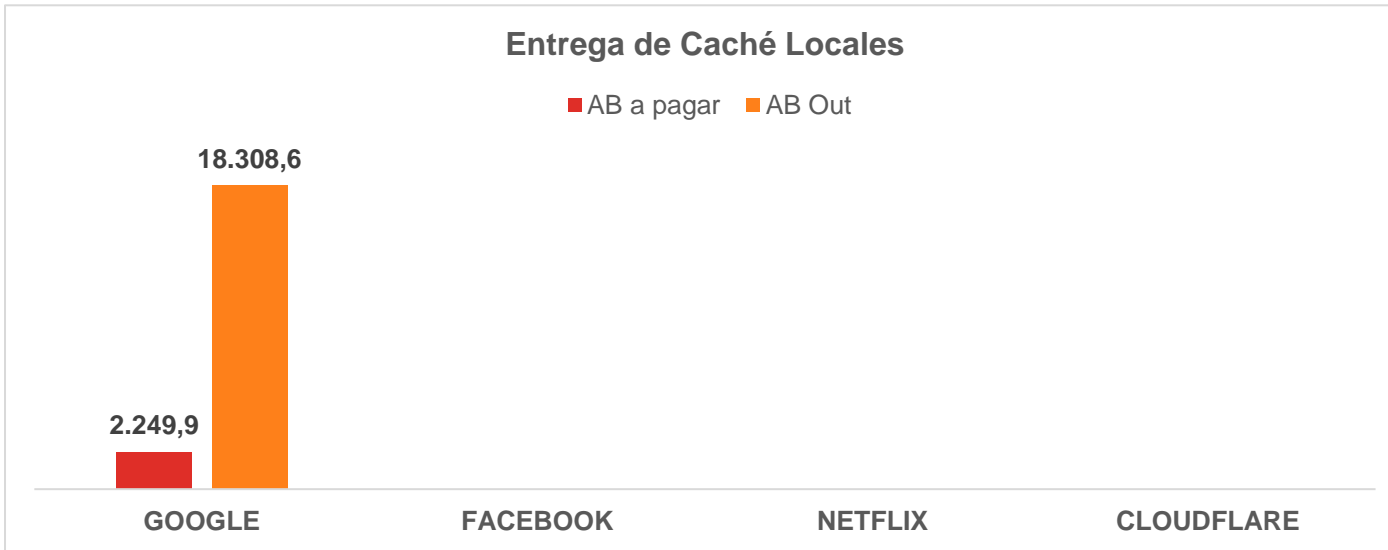 Entrega de Caché Locales
AB a pagar AB Out
18.308,6
2.249,9
GOOGLE FACEBOOK NETFLIX CLOUDFLARE